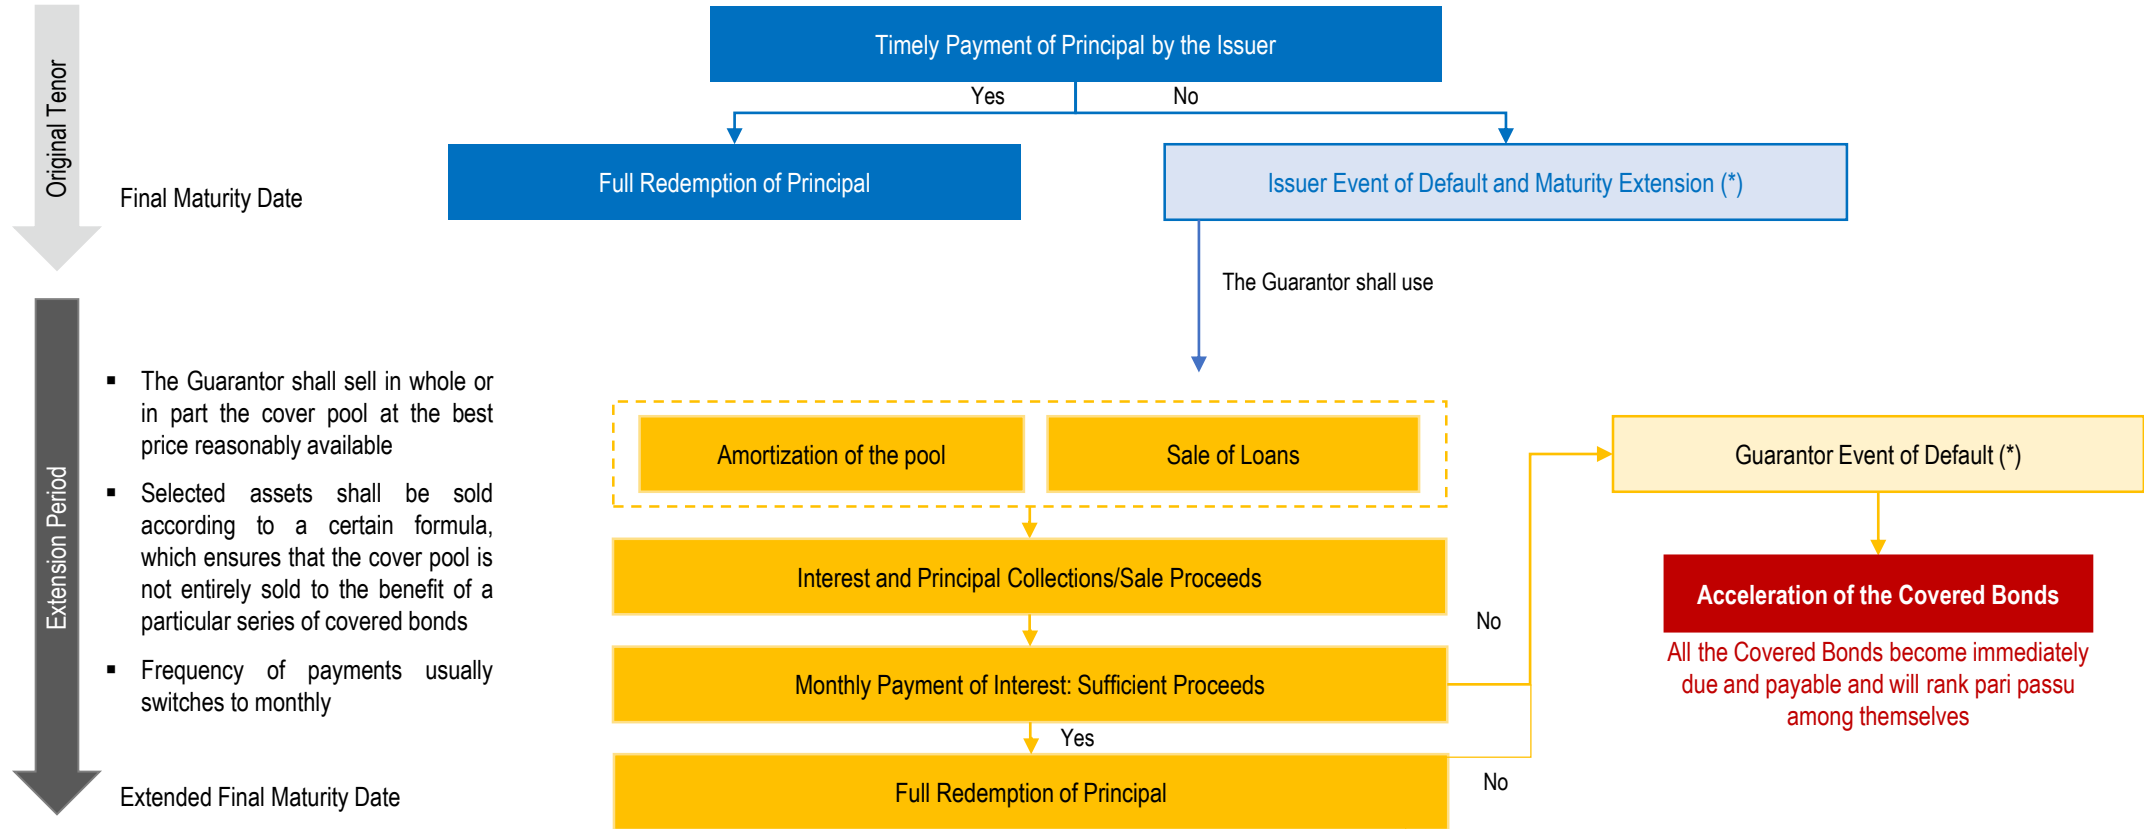 Timely Payment of Principal by the Issuer
Yes
No
Original Tenor
Final Maturity Date
Full Redemption of Principal
Issuer Event of Default and Maturity Extension (*)
The Guarantor shall use
Extension Period
▪ The Guarantor shall sell in whole or
in part the cover pool at the best
price reasonably available
▪ Selected assets shall be sold
according to a certain formula,
which ensures that the cover pool is
not entirely sold to the benefit of a
particular series of covered bonds
▪ Frequency of payments usually
switches to monthly
Extended Final Maturity Date
Amortization of the pool
Sale of Loans
Interest and Principal Collections/Sale Proceeds
Monthly Payment of Interest: Sufficient Proceeds
Yes
Full Redemption of Principal
No
No
Guarantor Event of Default (*)
Acceleration of the Covered Bonds
All the Covered Bonds become immediately
due and payable and will rank pari passu
among themselves